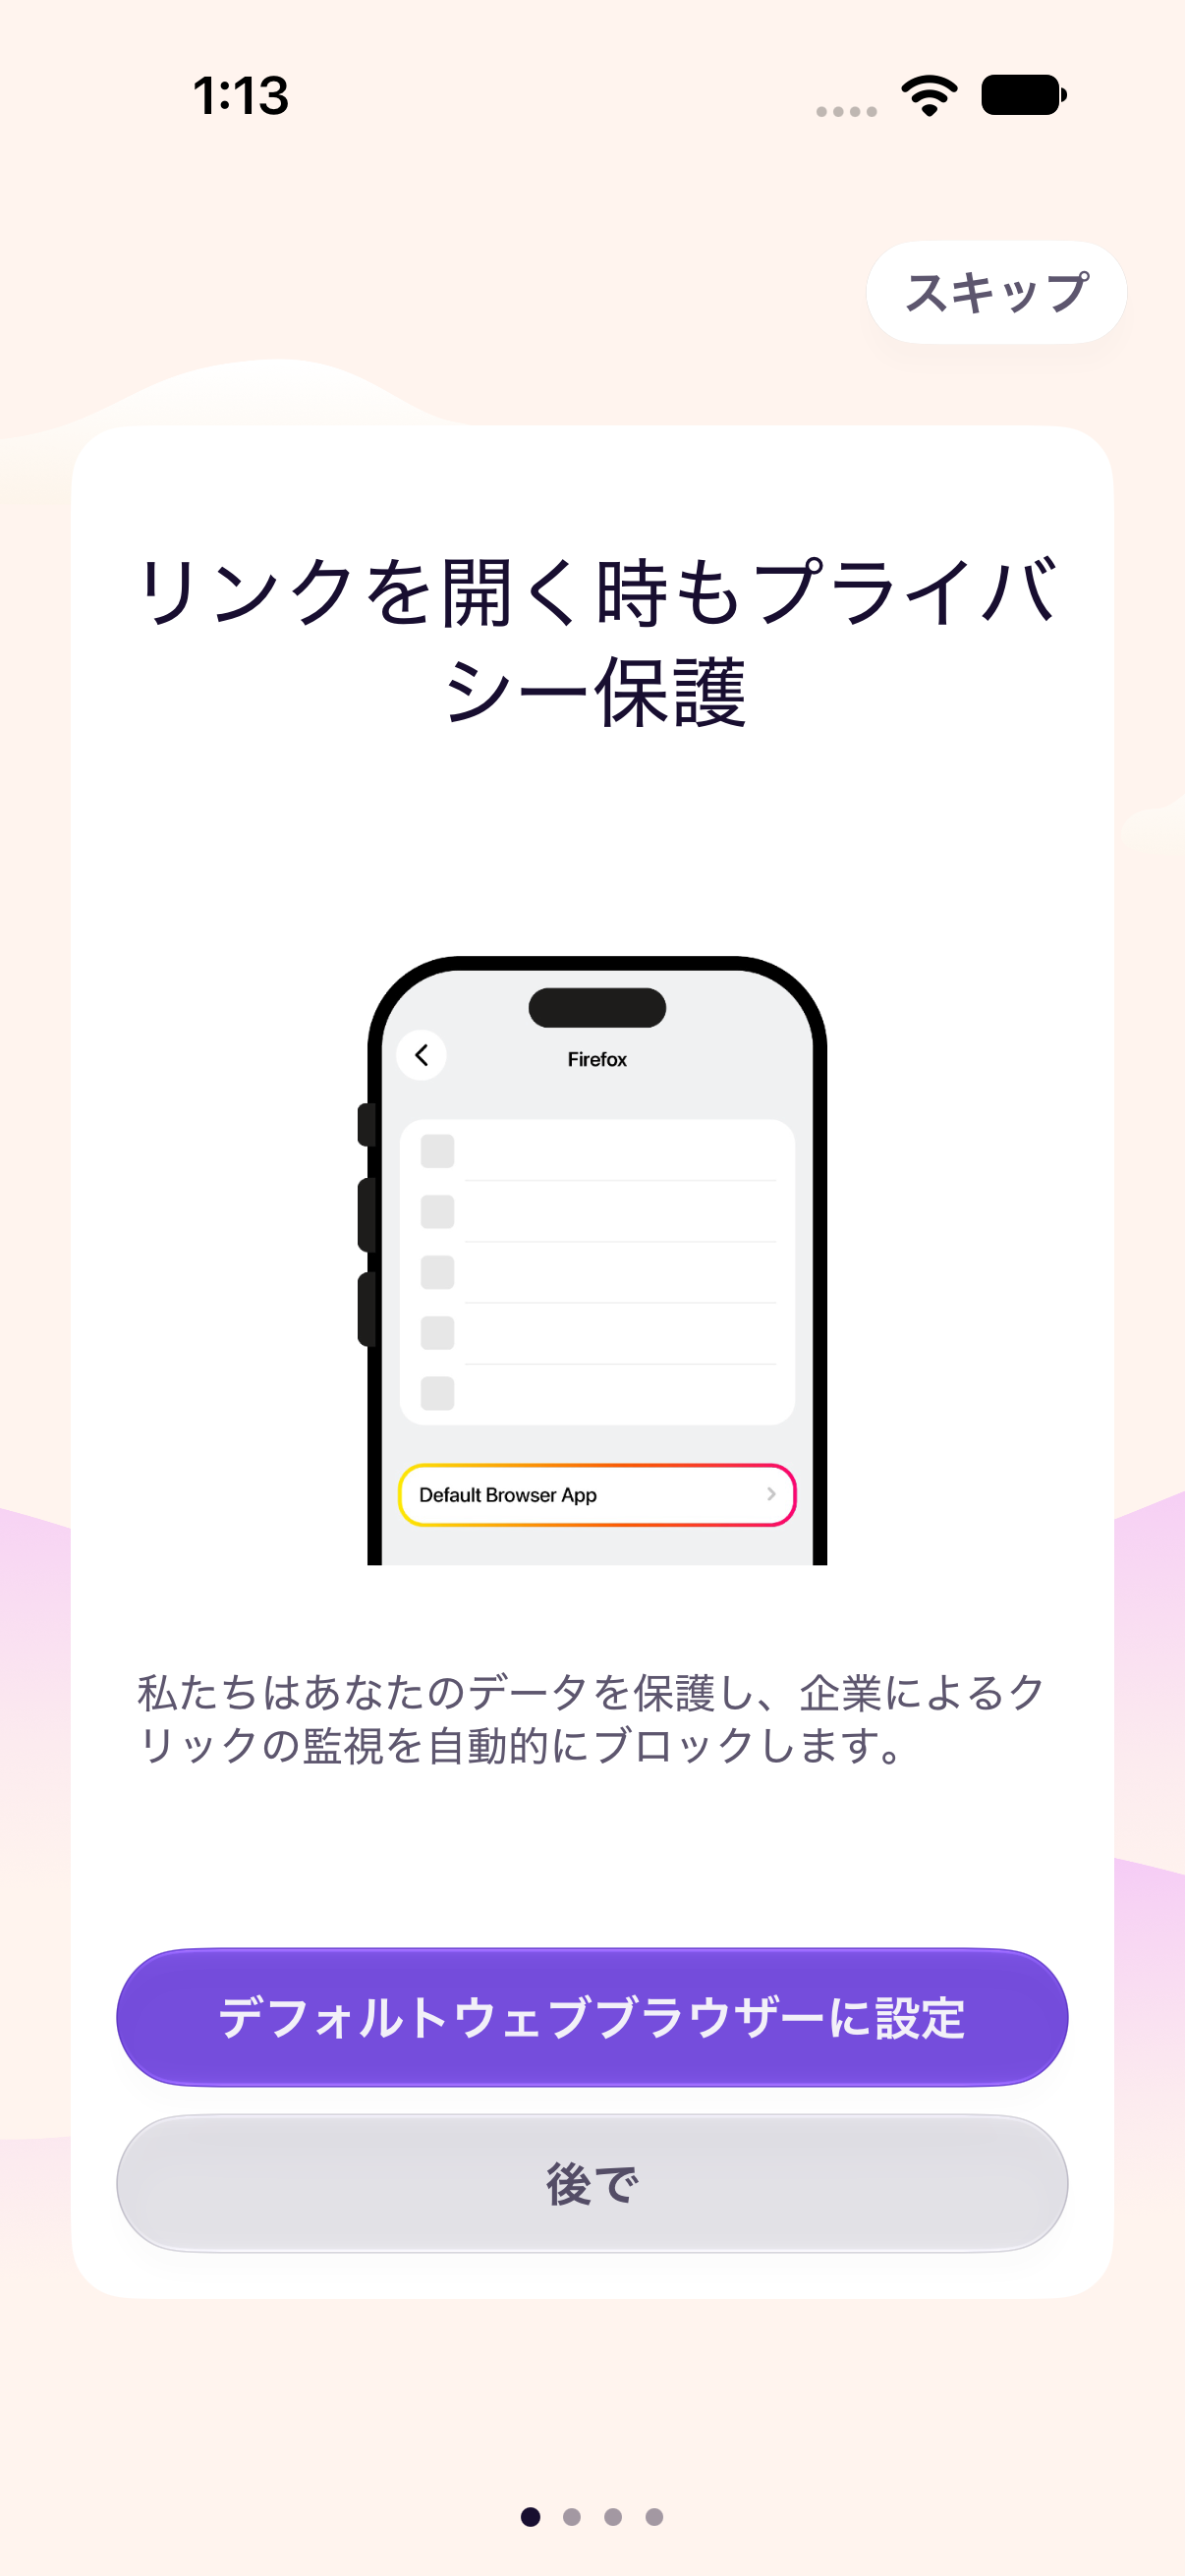 1:13
スキップ
リンクを開く時もプライバ
シー保護
Firefox
Default Browser App
私たちはあなたのデータを保護し、企業によるク
リックの監視を自動的にブロックします。
デフォルトウェブブラウザーに設定
後で